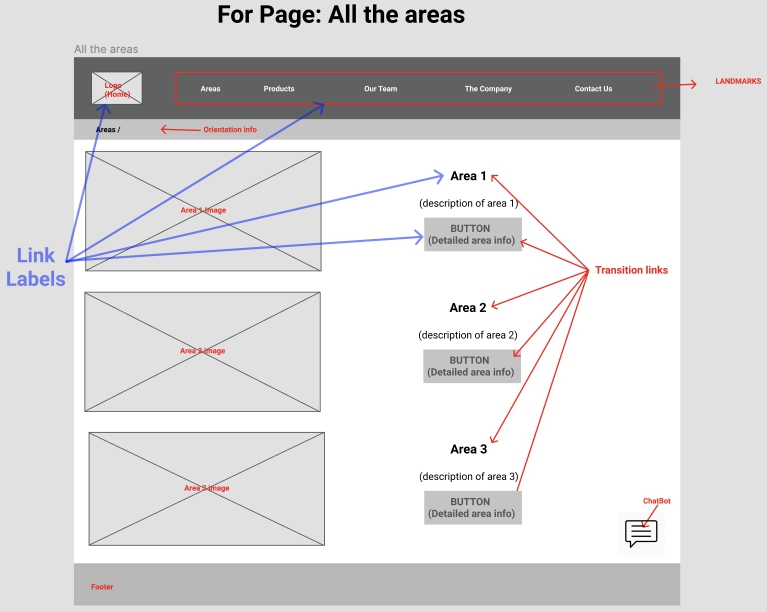 For Page: All the areas
All the areas
Logo
(Home)
Areas
Products
Our Team
The Company
Contact Us
LANDMARKS
Areas /
Orientation info
Area 1 image
Area 1
(description of area 1)
BUTTON
(Detailed area info)
Link
Labels
Transition links
Area 2 image
Area 2
(description of area 2)
BUTTON
(Detailed area info)
Area 3 image
Area 3
(description of area 3)
BUTTON
(Detailed area info)
ChatBot
Footer